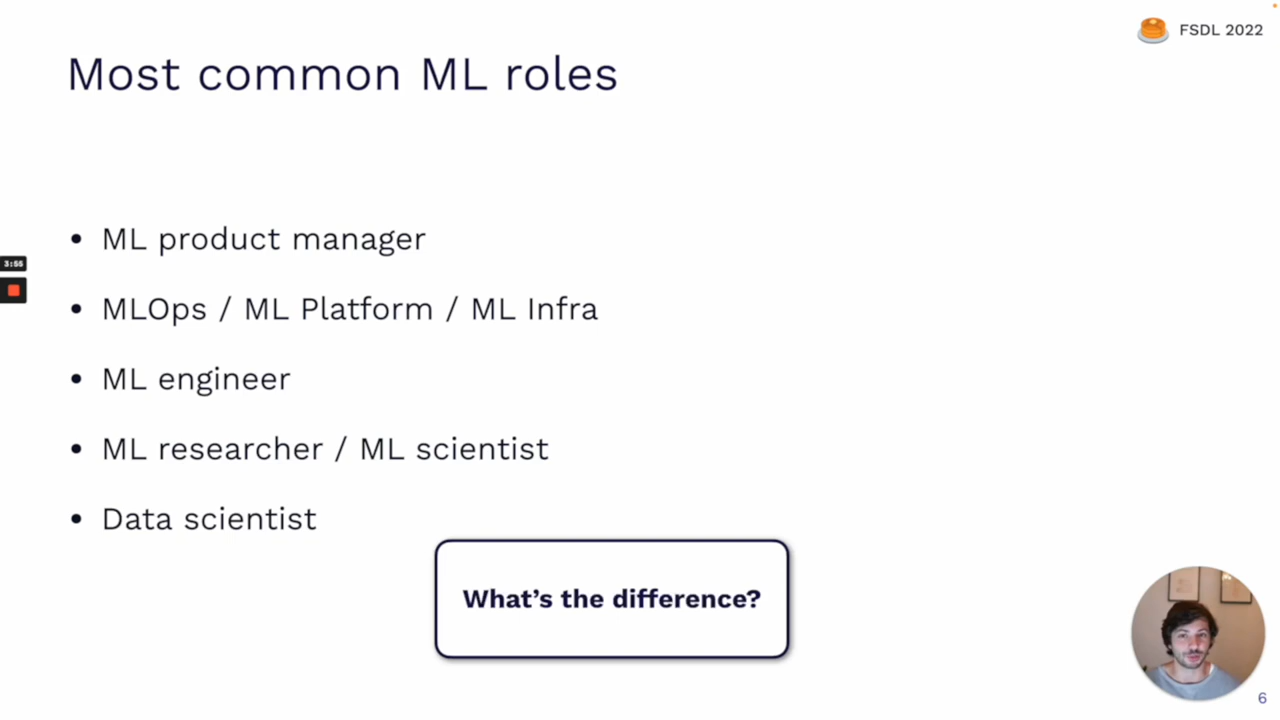 FSDL 2022
Most common ML roles
• ML product manager
3:55
• MLOps / ML Platform / ML Infra
• ML engineer
• ML researcher / ML scientist
• Data scientist
What’s the difference?
6